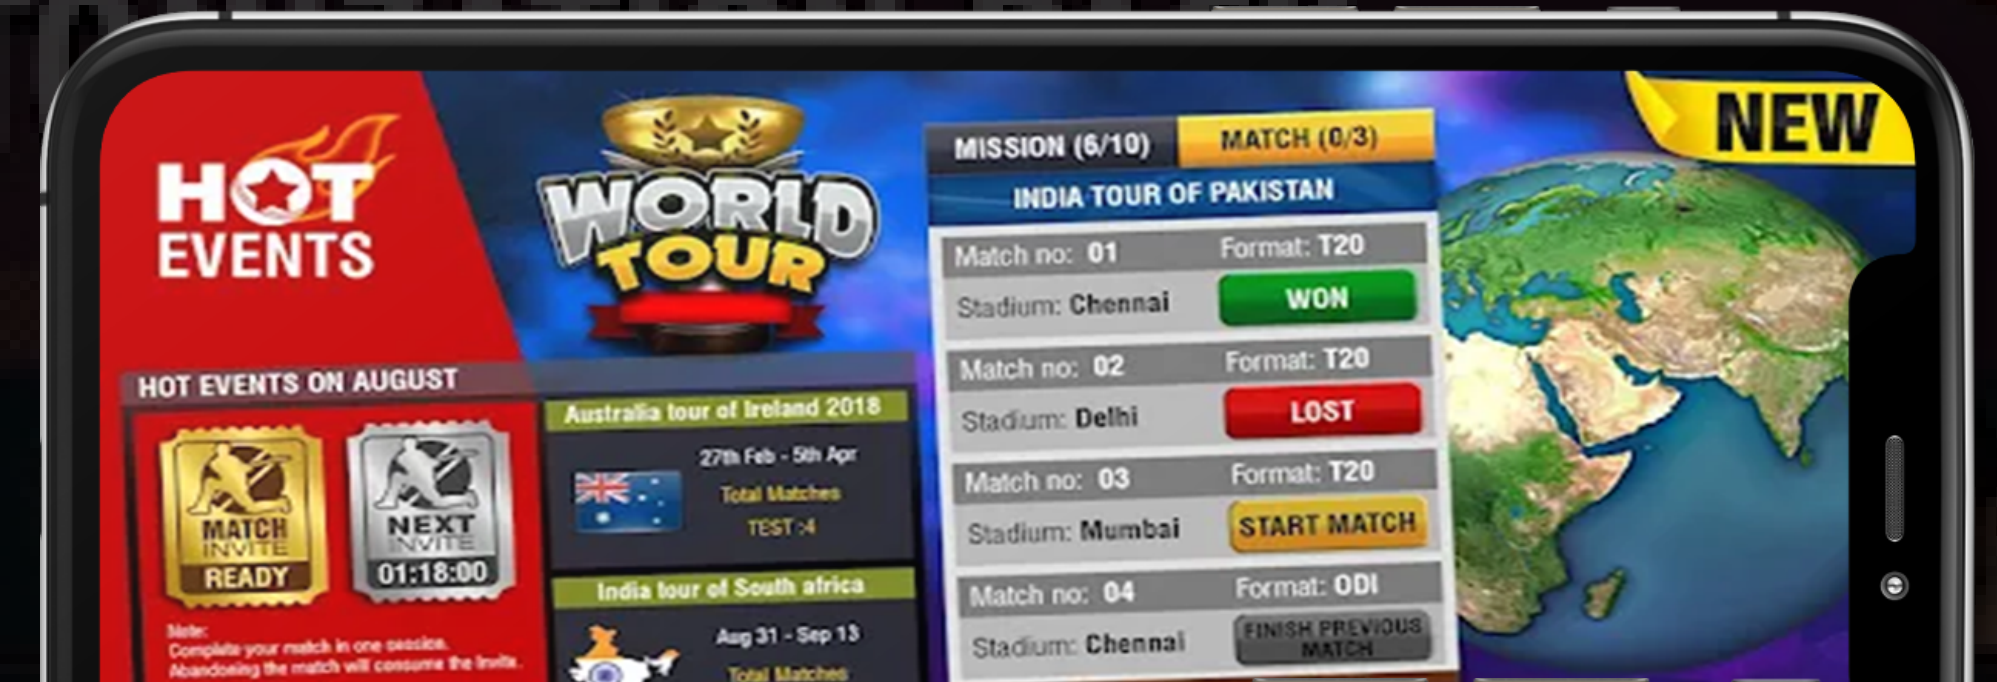 HOT
EVENTS
WORLD
TOUR
HOT EVENTS ON AUGUST
MATCH
INVITE
READY
NEXT
INVITE
01:18:00
Note:
Complete your match in one session.
Abandoning the match will consume the Invite.
Australia tour of Ireland 2018
27th Feb - 5th Apr
Total Matches
TEST :4
India tour of South africa
Aug 31 - Sep 13
Total Matches
MISSION (6/10)
MATCH (0/3)
INDIA TOUR OF PAKISTAN
Match no: 01 Format: T20
Stadium: Chennai WON
Match no: 02 Format: T20
Stadium: Delhi LOST
Match no: 03 Format: T20
Stadium: Mumbai START MATCH
Match no: 04 Format: ODI
Stadium: Chennai FINISH PREVIOUS
MATCH
NEW